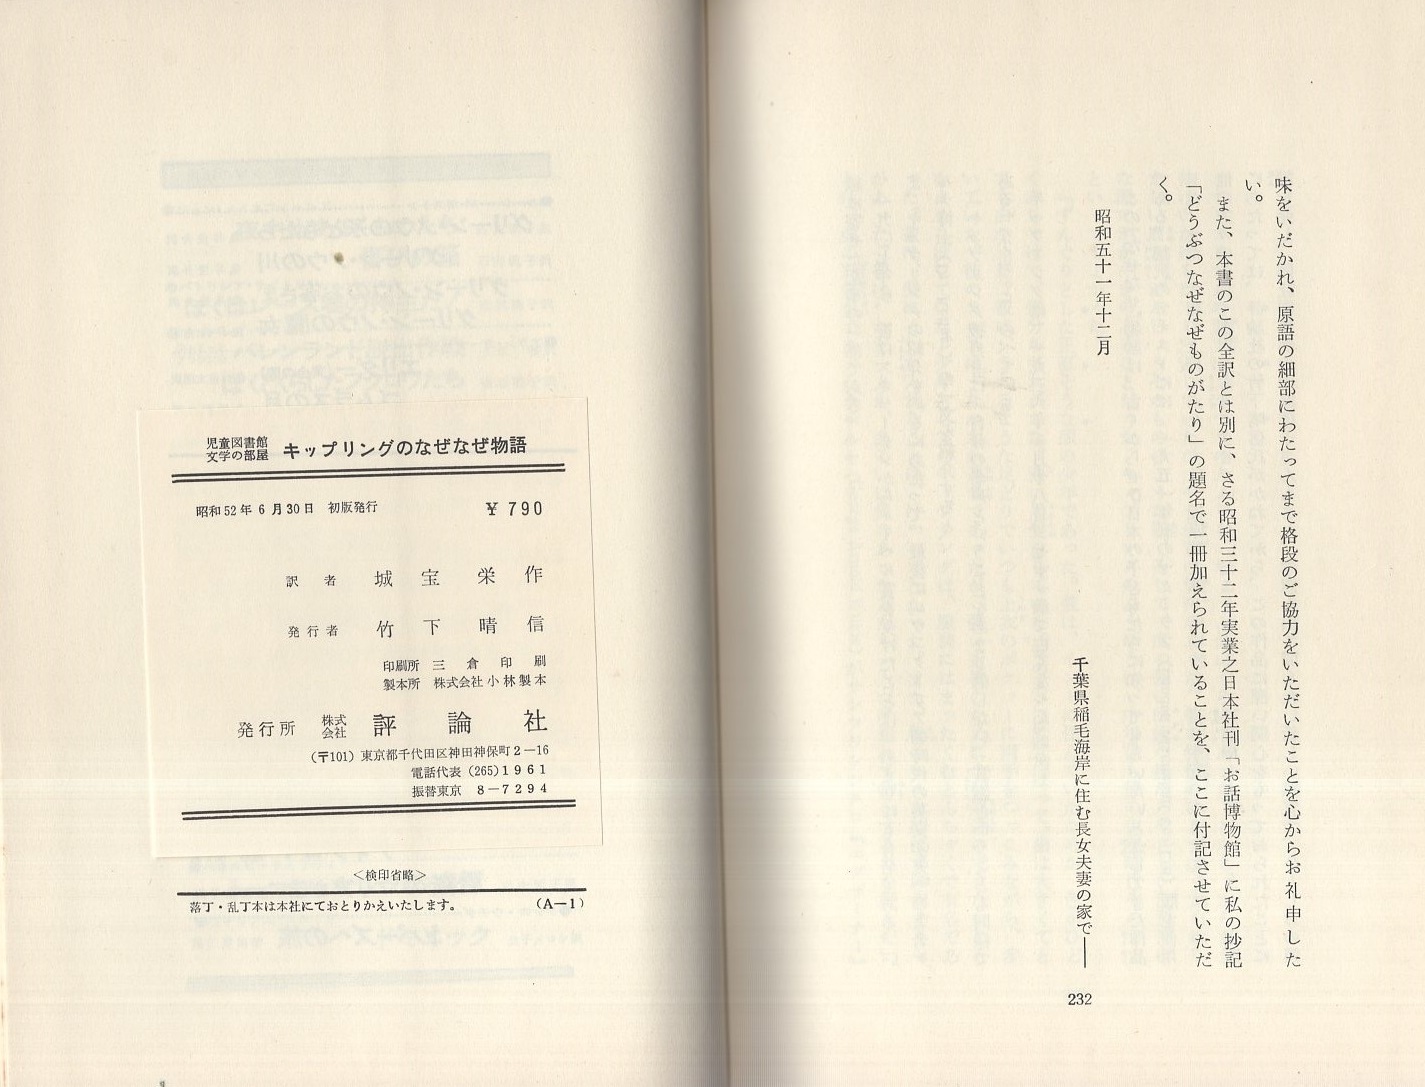 味をいだかれ、原語の細部にわたってまで格段のご協力をいただいたことを心からお礼申した
い。
また、本書のこの全訳とは別に、さる昭和三十二年実業之日本社刊「お話博物館」に私の抄記
「どうぶつなぜなぜものがたり」の題名で一冊加えられていることを、ここに付記させていただ
く。
昭和五十一年十二月
千葉県稲毛海岸に住む長女夫妻の家で――
232
児童図書館
文学の部屋
キップリングのなぜなぜ物語
昭和52年6月30日 初版発行 ¥790
訳者 城宝栄作
発行者 竹下晴信
印刷所 三倉印刷
製本所 株式会社小林製本
発行所 株式会社 評論社
(〒101) 東京都千代田区神田神保町2-16
電話代表 (265)1961
振替東京 8-7294
<検印省略>
落丁・乱丁本は本社にておとりかえいたします。 (A-1)